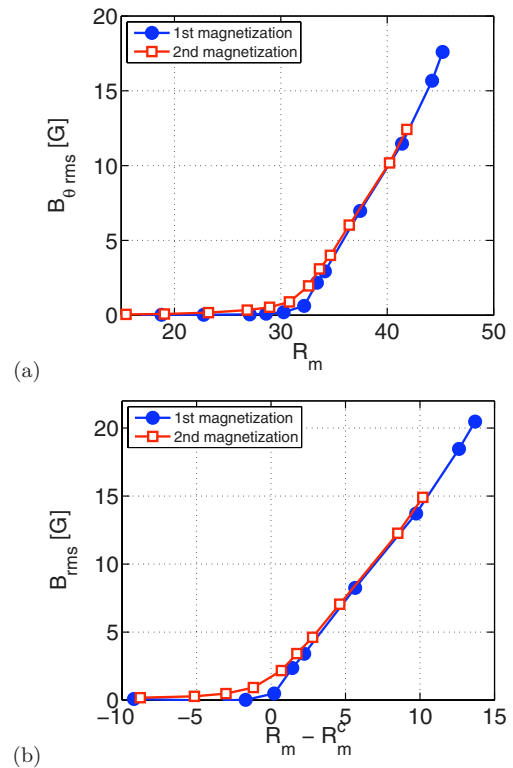 1st magnetization
2nd magnetization
20
15
10
5
0
B_θ rms [G]
20 30 40 50
R_m
(a)
1st magnetization
2nd magnetization
20
15
10
5
0
B_rms [G]
−10 −5 0 5 10 15
R_m − R_m^c
(b)